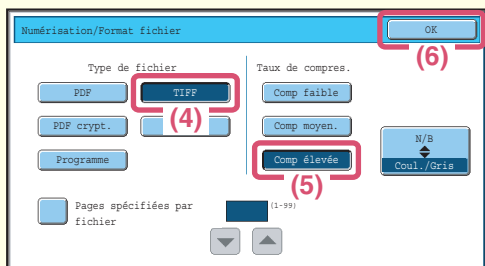 Numérisation/Format fichier
OK
(6)
Type de fichier
Taux de compres.
PDF
TIFF
Comp faible
(4)
PDF crypt.
Comp moyen.
N/B
Programme
Comp élevée
Coul./Gris
(5)
Pages spécifiées par
fichier
(1-99)